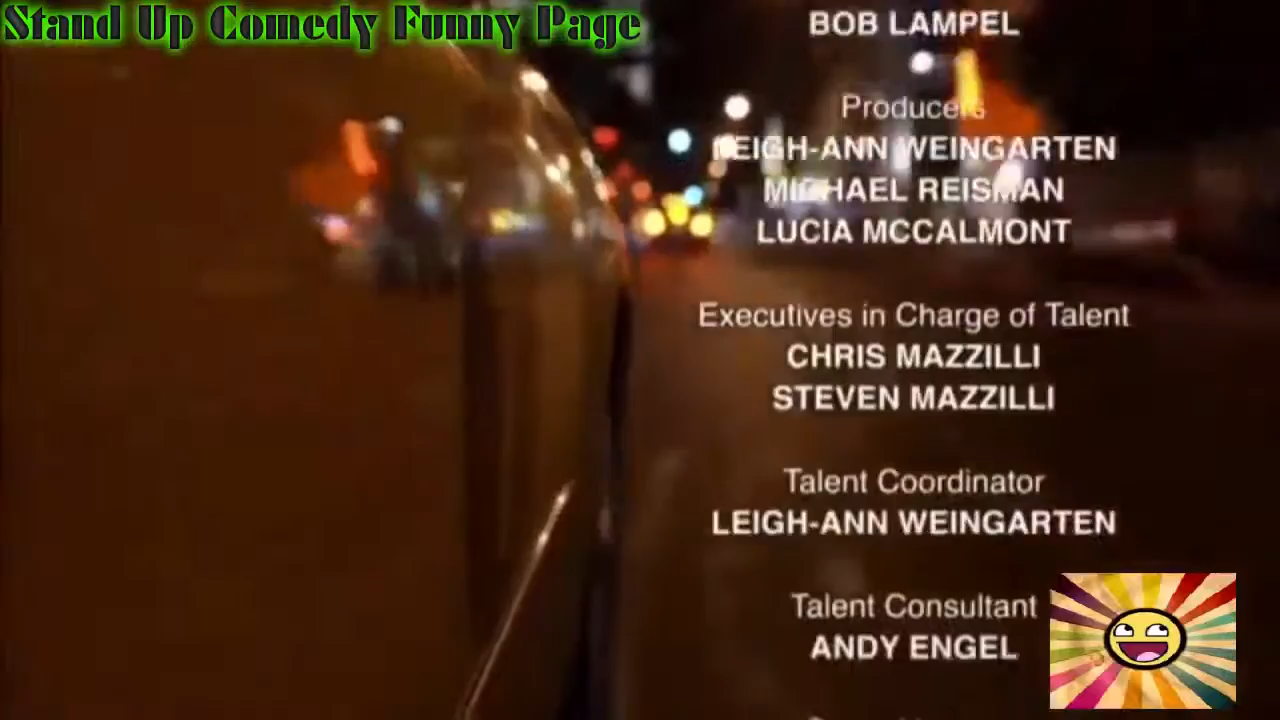 Stand Up Comedy Funny Page
BOB LAMPEL
Producers
LEIGH-ANN WEINGARTEN
MICHAEL REISMAN
LUCIA MCCALMONT
Executives in Charge of Talent
CHRIS MAZZILLI
STEVEN MAZZILLI
Talent Coordinator
LEIGH-ANN WEINGARTEN
Talent Consultant
ANDY ENGEL